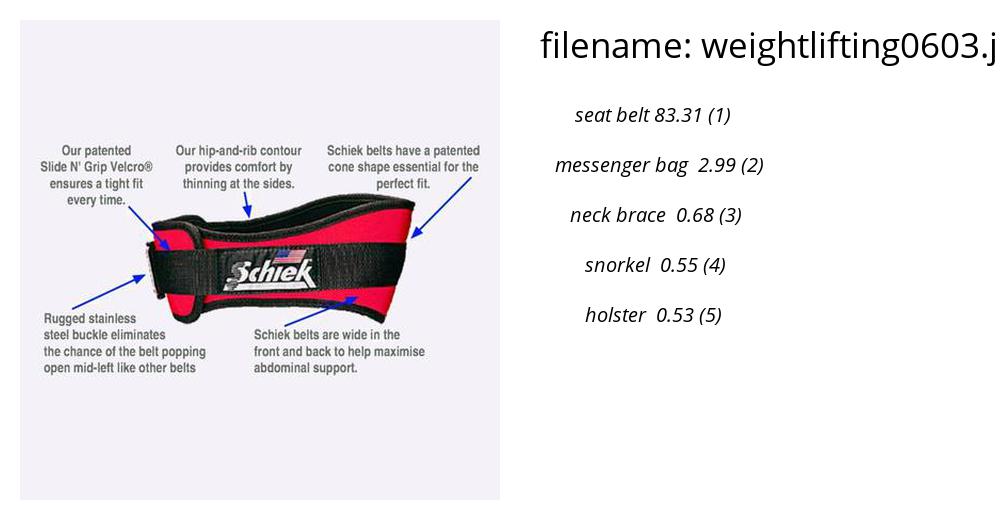 filename: weightlifting0603.j
Our patented
Slide N' Grip Velcro®
ensures a tight fit
every time.
Our hip-and-rib contour
provides comfort by
thinning at the sides.
Schiek belts have a patented
cone shape essential for the
perfect fit.
Schiek
Rugged stainless
steel buckle eliminates
the chance of the belt popping
open mid-left like other belts
Schiek belts are wide in the
front and back to help maximise
abdominal support.
seat belt 83.31 (1)
messenger bag 2.99 (2)
neck brace 0.68 (3)
snorkel 0.55 (4)
holster 0.53 (5)